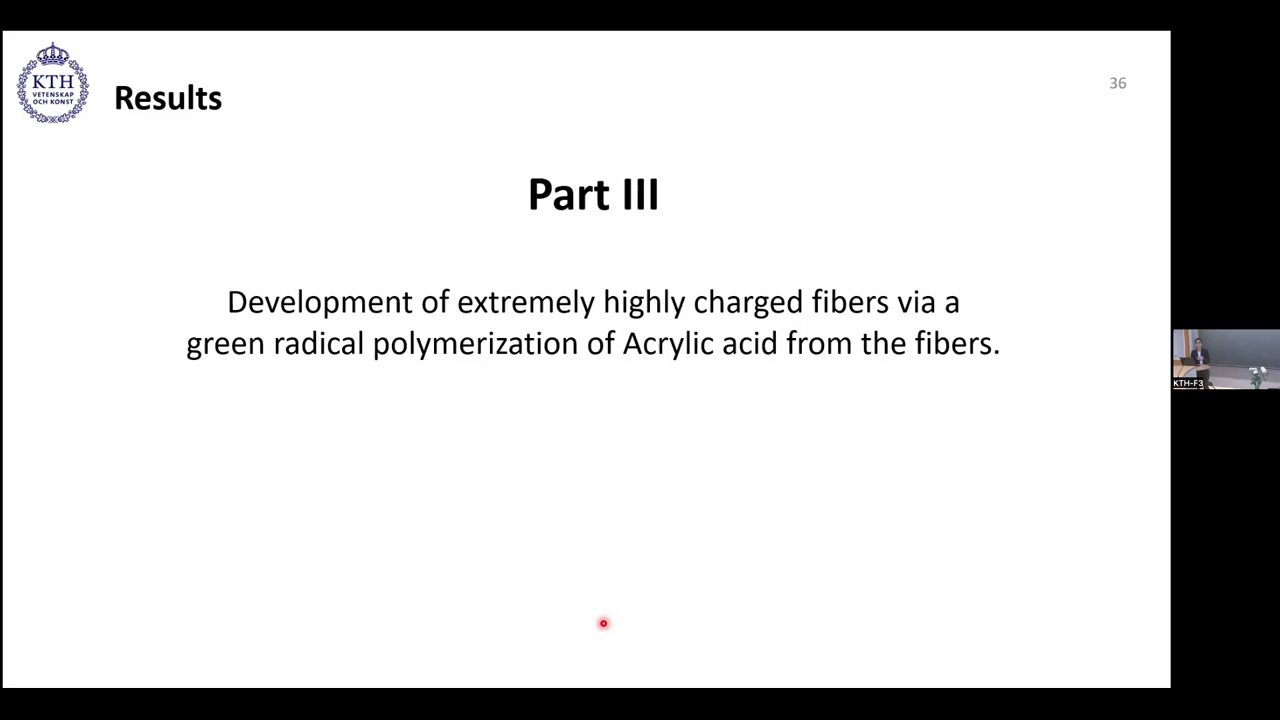 KTH
VETENSKAP
OCH KONST
Results
36
Part III
Development of extremely highly charged fibers via a
green radical polymerization of Acrylic acid from the fibers.
KTH-F3